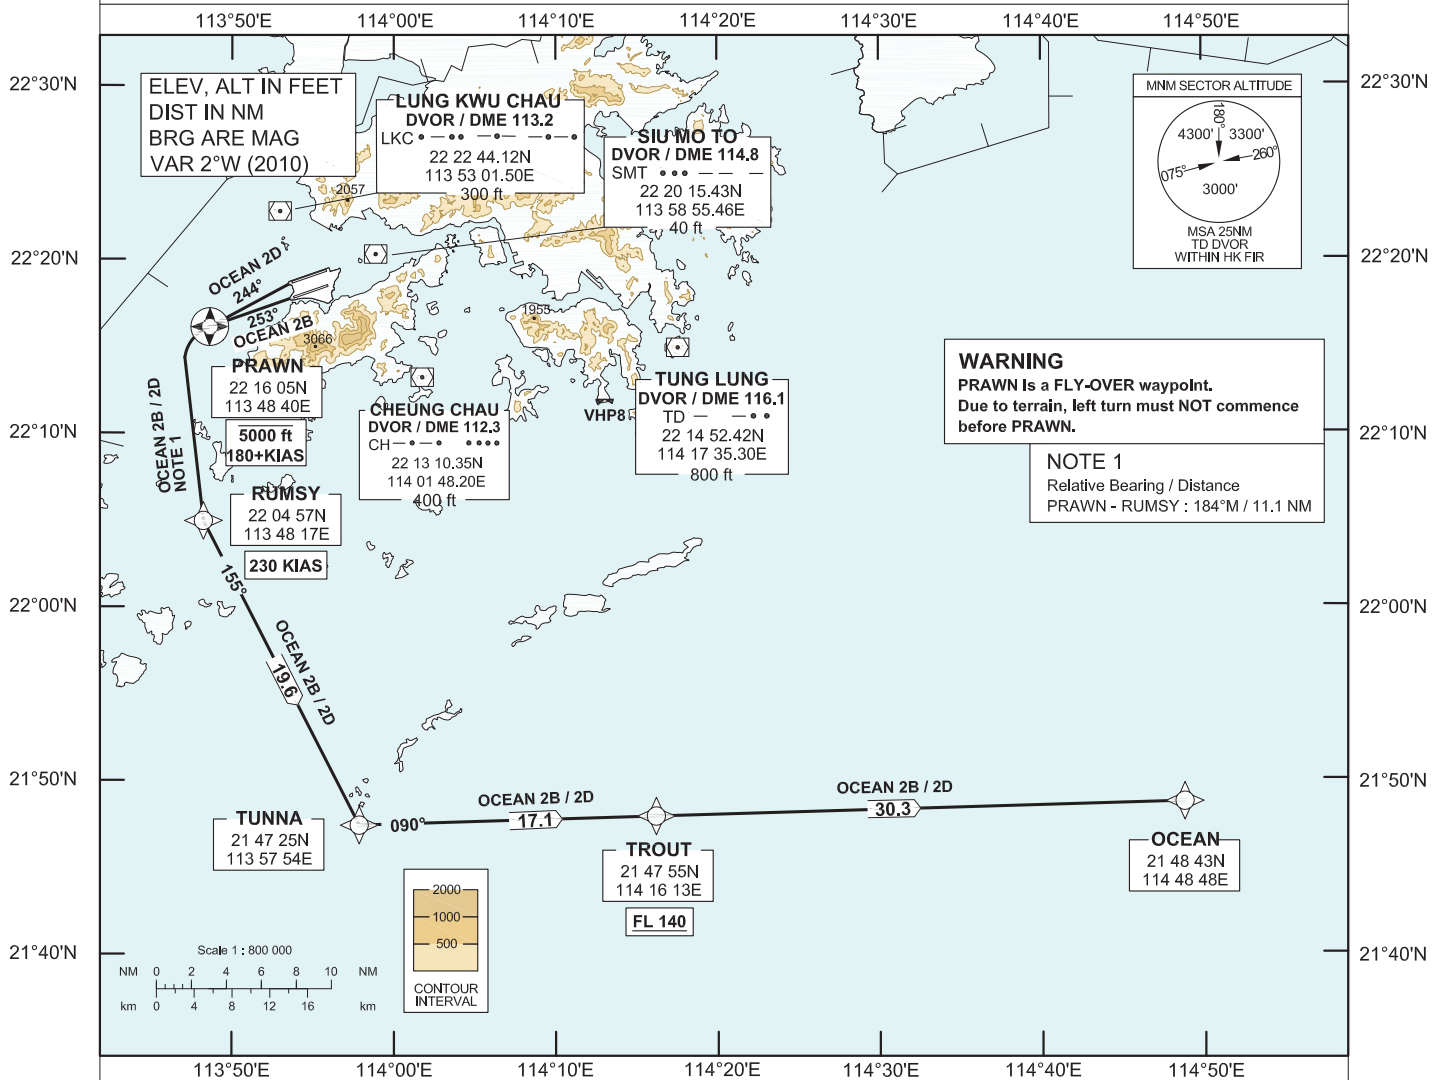 113°50'E 114°00'E 114°10'E 114°20'E 114°30'E 114°40'E 114°50'E
22°30'N 22°30'N
ELEV, ALT IN FEET
DIST IN NM
BRG ARE MAG
VAR 2°W (2010)
LUNG KWU CHAU
DVOR / DME 113.2
LKC
22 22 44.12N
113 53 01.50E
300 ft
SIU MO TO
DVOR / DME 114.8
SMT
22 20 15.43N
113 58 55.46E
40 ft
MNM SECTOR ALTITUDE
180°
4300' 3300'
260°
075°
3000'
MSA 25NM
TD DVOR
WITHIN HK FIR
2057
22°20'N 22°20'N
OCEAN 2D
244°
253°
OCEAN 2B
3066
1955
PRAWN
22 16 05N
113 48 40E
5000 ft
180+KIAS
CHEUNG CHAU
DVOR / DME 112.3
CH
22 13 10.35N
114 01 48.20E
400 ft
VHP8
TUNG LUNG
DVOR / DME 116.1
TD
22 14 52.42N
114 17 35.30E
800 ft
WARNING
PRAWN is a FLY-OVER waypoint.
Due to terrain, left turn must NOT commence
before PRAWN.
NOTE 1
Relative Bearing / Distance
PRAWN - RUMSY : 184°M / 11.1 NM
22°10'N 22°10'N
OCEAN 2B / 2D
NOTE 1
RUMSY
22 04 57N
113 48 17E
230 KIAS
155°
22°00'N 22°00'N
OCEAN 2B / 2D
19.6
21°50'N 21°50'N
TUNNA
21 47 25N
113 57 54E
090°
OCEAN 2B / 2D
17.1
TROUT
21 47 55N
114 16 13E
FL 140
OCEAN 2B / 2D
30.3
OCEAN
21 48 43N
114 48 48E
2000
1000
500
CONTOUR
INTERVAL
21°40'N 21°40'N
Scale 1 : 800 000
NM 0 2 4 6 8 10 NM
km 0 4 8 12 16 km
113°50'E 114°00'E 114°10'E 114°20'E 114°30'E 114°40'E 114°50'E